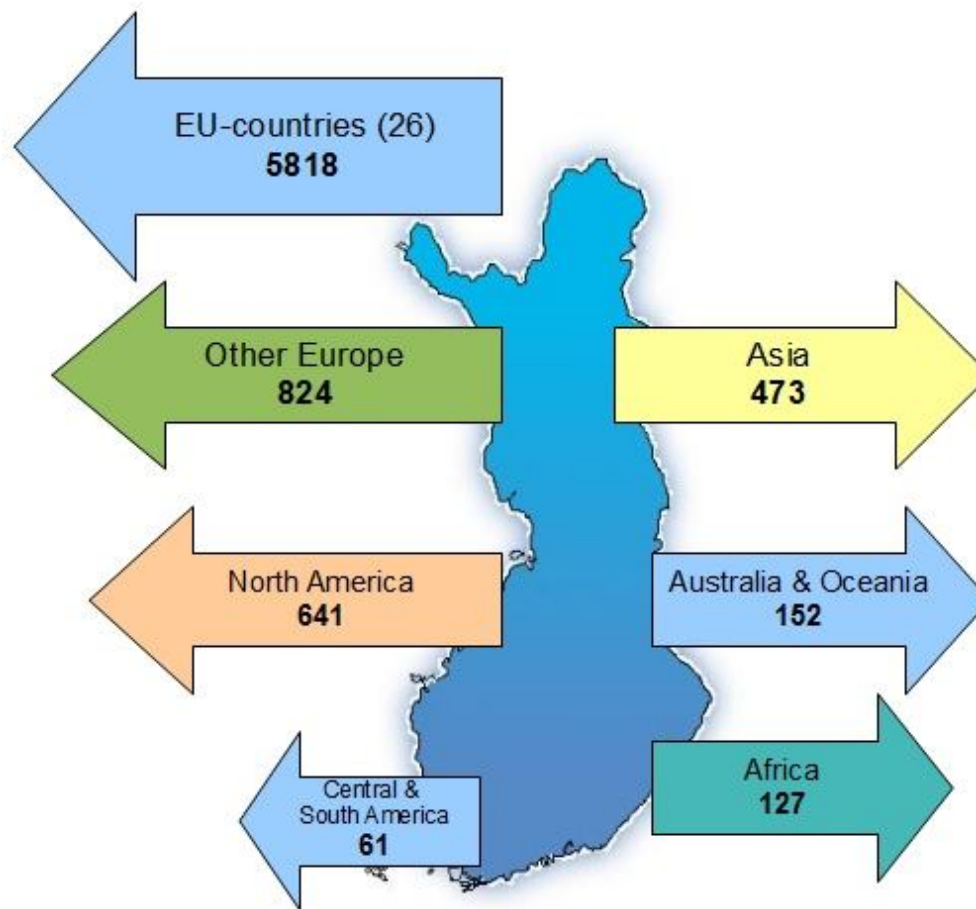 EU-countries (26)
5818
Other Europe
824
Asia
473
North America
641
Australia & Oceania
152
Central &
South America
61
Africa
127